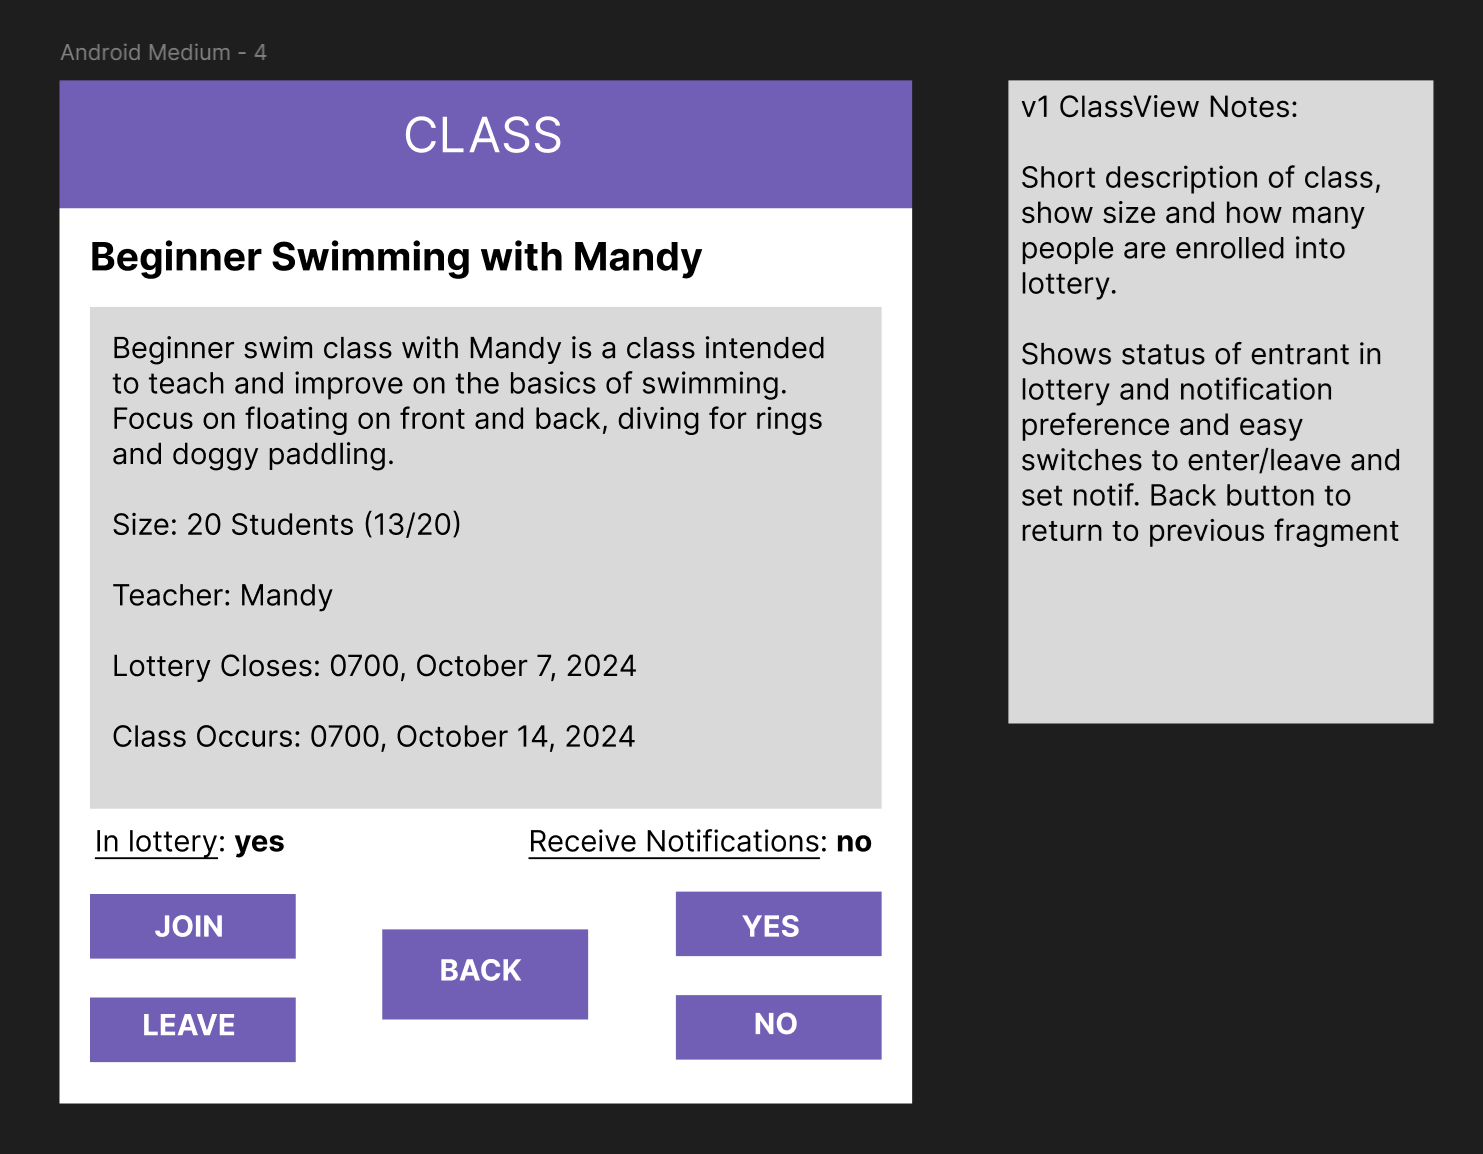 Android Medium - 4
CLASS
Beginner Swimming with Mandy
Beginner swim class with Mandy is a class intended
to teach and improve on the basics of swimming.
Focus on floating on front and back, diving for rings
and doggy paddling.
Size: 20 Students (13/20)
Teacher: Mandy
Lottery Closes: 0700, October 7, 2024
Class Occurs: 0700, October 14, 2024
In lottery: yes
Receive Notifications: no
JOIN
YES
BACK
LEAVE
NO
v1 ClassView Notes:
Short description of class,
show size and how many
people are enrolled into
lottery.
Shows status of entrant in
lottery and notification
preference and easy
switches to enter/leave and
set notif. Back button to
return to previous fragment